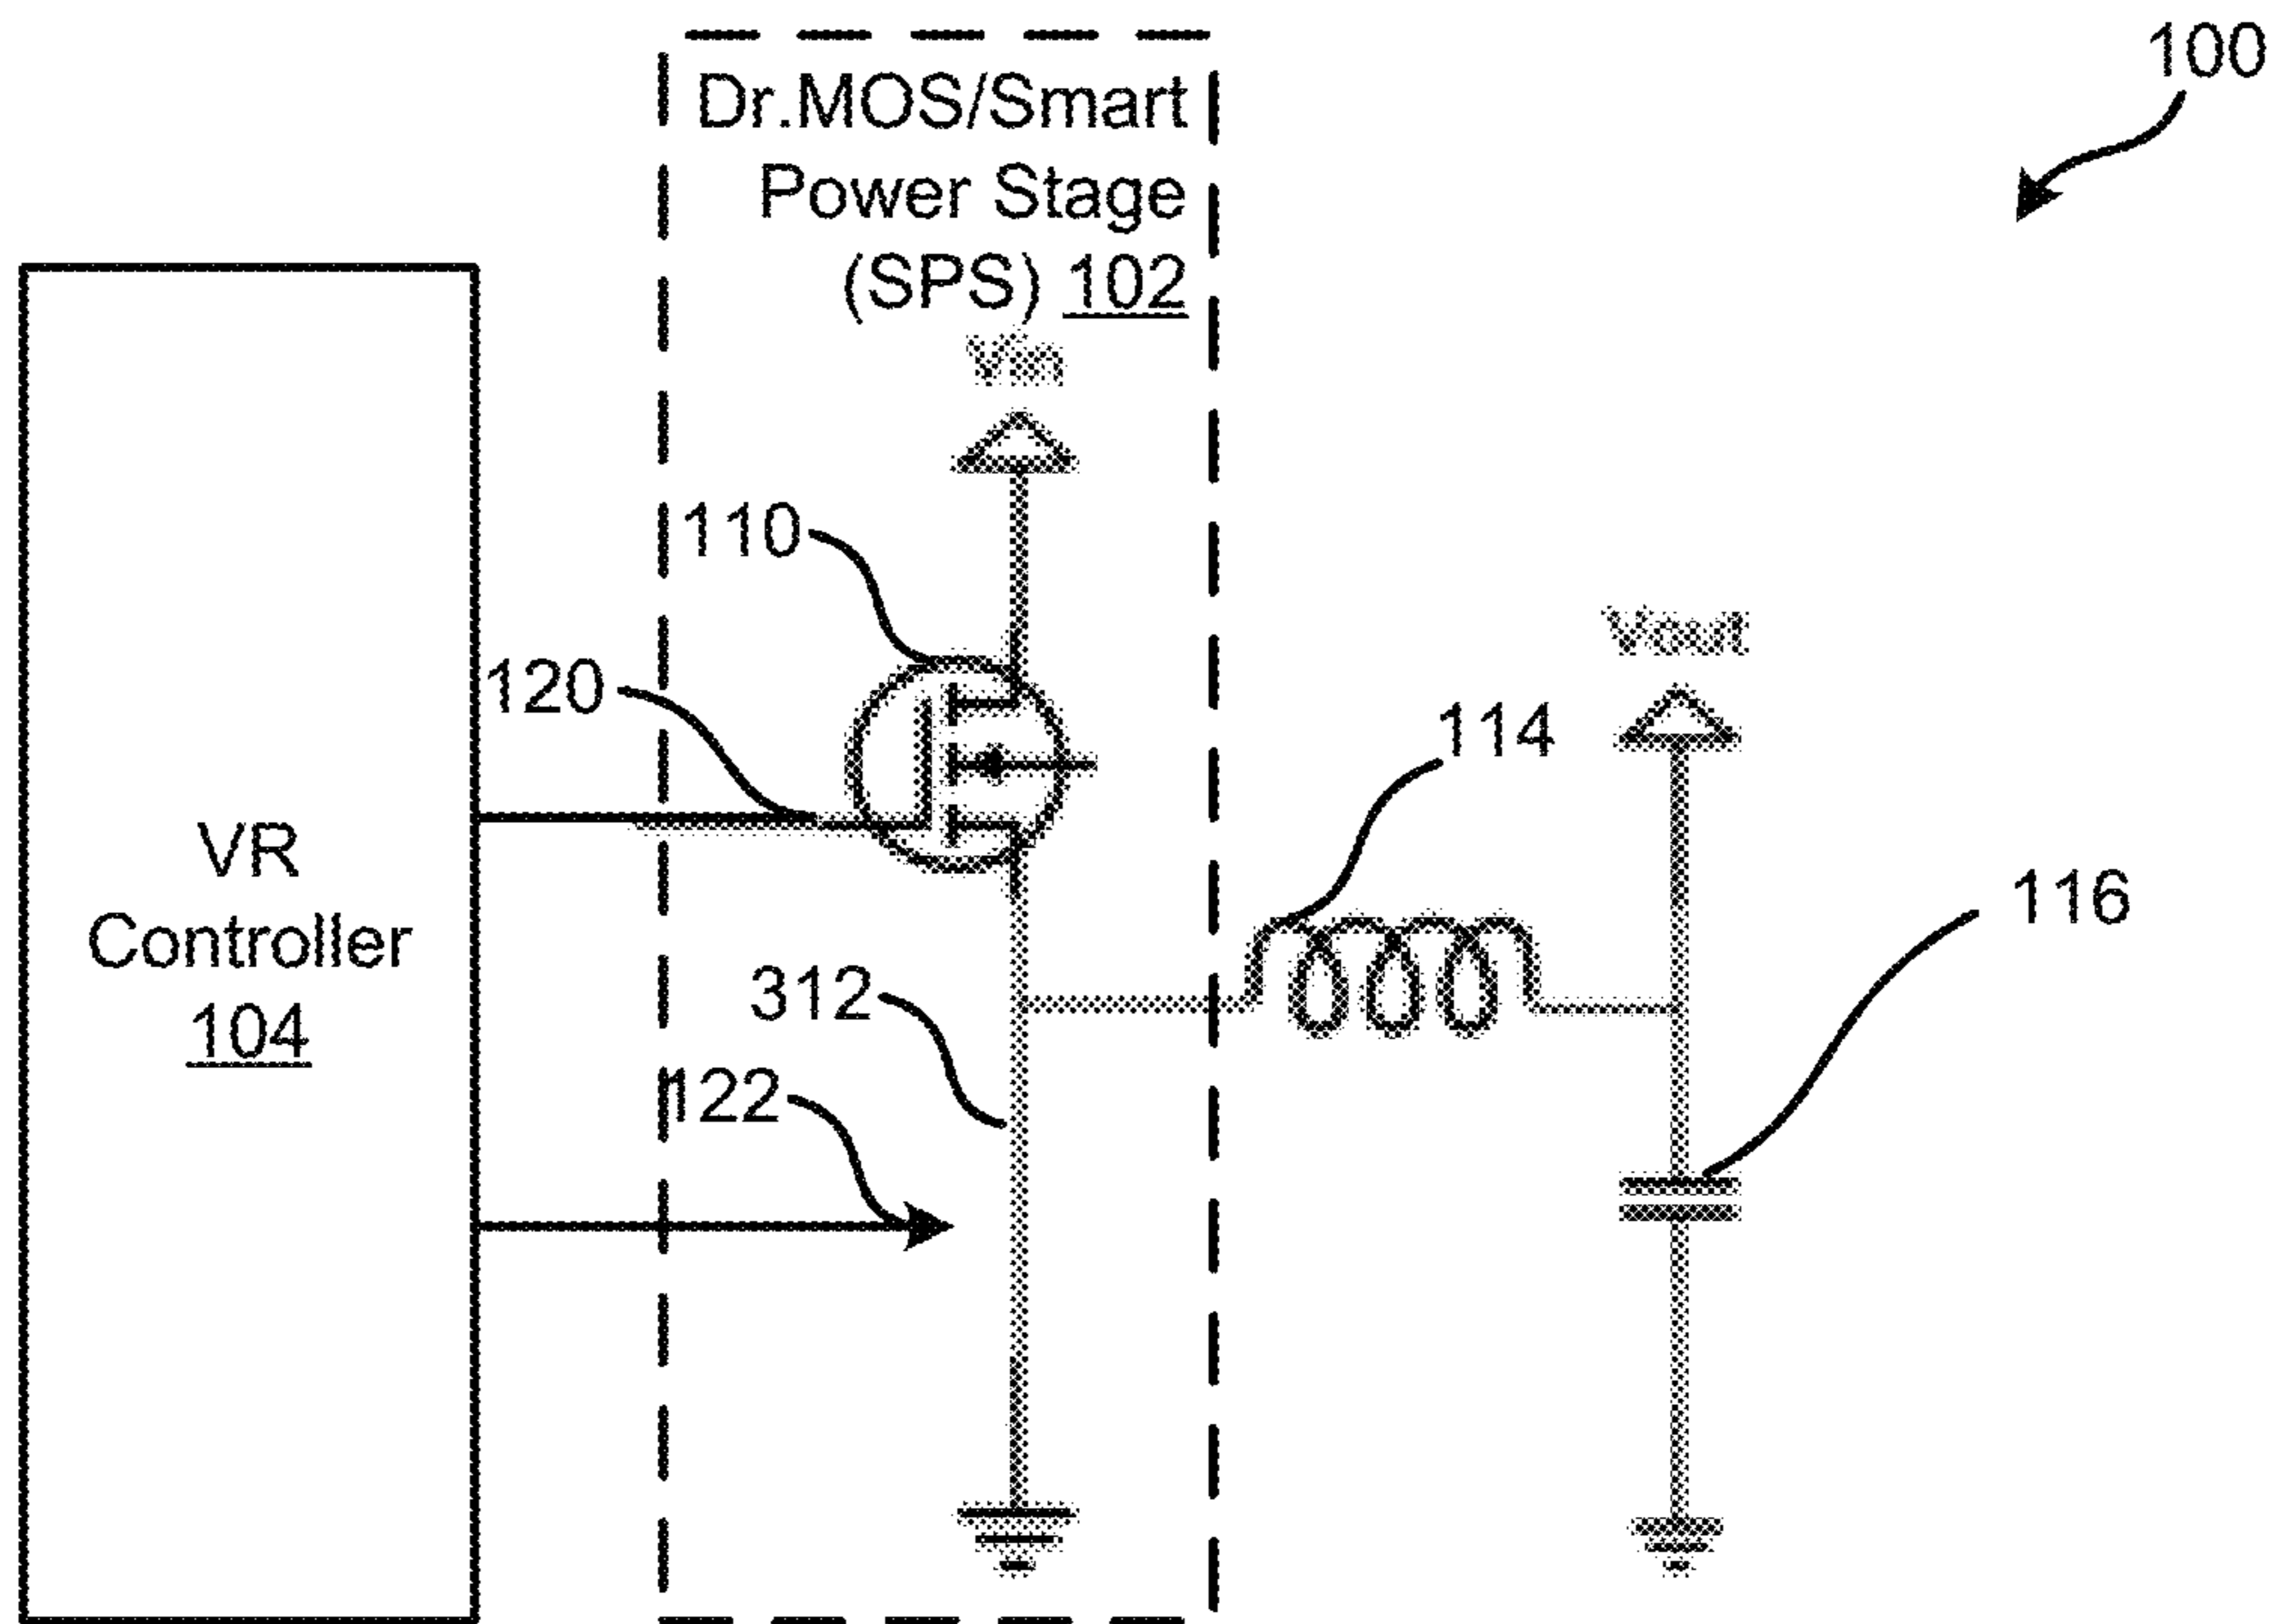 100
Dr.MOS/Smart
Power Stage
(SPS) 102
Vin
110
120
Vout
114
VR
Controller
104
116
312
122